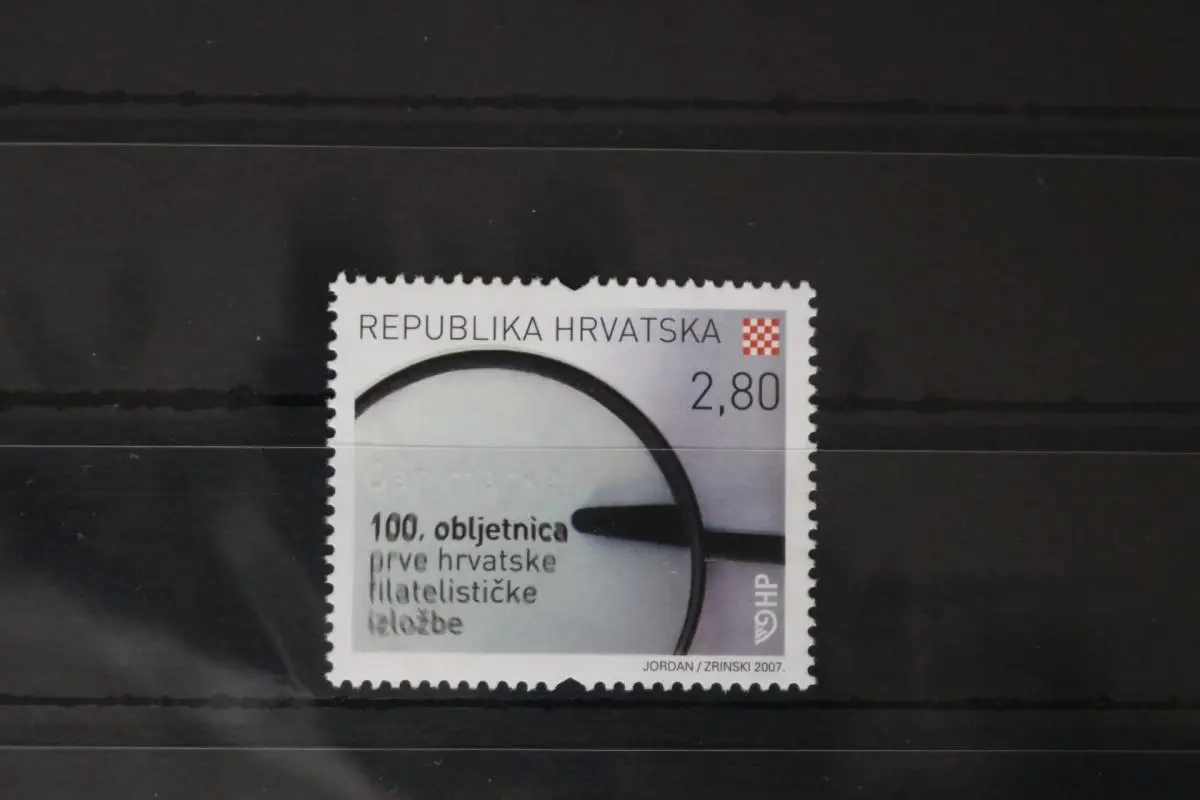 REPUBLIKA HRVATSKA
2,80
100. obljetnica
prve hrvatske
filatelističke
izložbe
HP
JORDAN / ZRINSKI 2007.